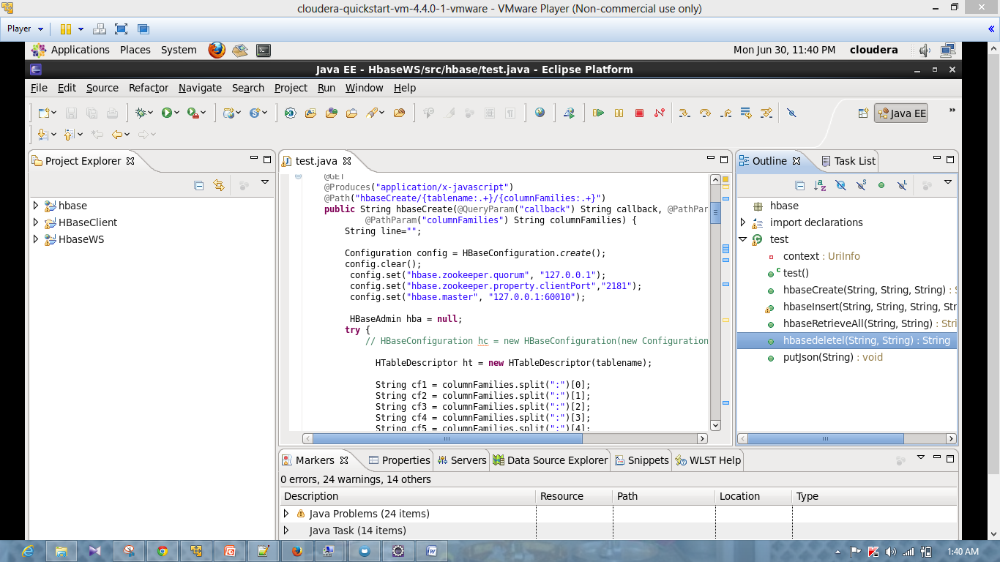 cloudera-quickstart-vm-4.4.0-1-vmware - VMware Player (Non-commercial use only)
Player
Applications Places System Mon Jun 30, 11:40 PM cloudera
Java EE - HbaseWS/src/hbase/test.java - Eclipse Platform
File Edit Source Refactor Navigate Search Project Run Window Help
Java EE
Project Explorer
hbase
HBaseClient
HbaseWS
test.java
@GET
@Produces("application/x-javascript")
@Path("hbaseCreate/{tablename:.+}/{columnFamilies:.+}")
public String hbaseCreate(@QueryParam("callback") String callback, @PathPar
@PathParam("columnFamilies") String columnFamilies) {
String line="";
Configuration config = HBaseConfiguration.create();
config.clear();
config.set("hbase.zookeeper.quorum", "127.0.0.1");
config.set("hbase.zookeeper.property.clientPort","2181");
config.set("hbase.master", "127.0.0.1:60010");
HBaseAdmin hba = null;
try {
// HBaseConfiguration hc = new HBaseConfiguration(new Configuration
HTableDescriptor ht = new HTableDescriptor(tablename);
String cf1 = columnFamilies.split(":")[0];
String cf2 = columnFamilies.split(":")[1];
String cf3 = columnFamilies.split(":")[2];
String cf4 = columnFamilies.split(":")[3];
String cf5 = columnFamilies.split(":")[4];
Outline Task List
hbase
import declarations
test
context : UriInfo
test()
hbaseCreate(String, String, String) : S
hbaseInsert(String, String, String, Str
hbaseRetrieveAll(String, String) : Stri
hbasedeletel(String, String) : String
putJson(String) : void
Markers Properties Servers Data Source Explorer Snippets WLST Help
0 errors, 24 warnings, 14 others
Description Resource Path Location Type
Java Problems (24 items)
Java Task (14 items)
1:40 AM